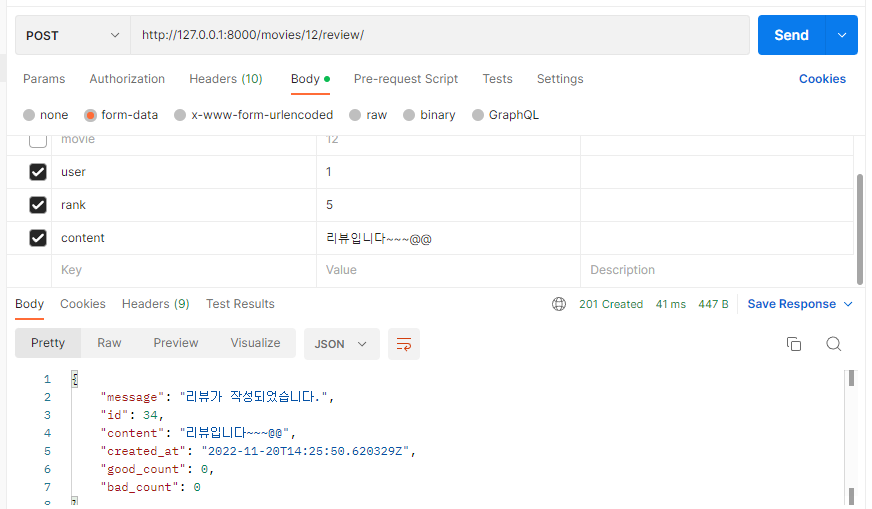 POST http://127.0.0.1:8000/movies/12/review/ Send
Params Authorization Headers (10) Body Pre-request Script Tests Settings Cookies
none form-data x-www-form-urlencoded raw binary GraphQL
movie 12
user 1
rank 5
content 리뷰입니다~~~@@
Key Value Description
Body Cookies Headers (9) Test Results 201 Created 41 ms 447 B Save Response
Pretty Raw Preview Visualize JSON
1 {
2 "message": "리뷰가 작성되었습니다.",
3 "id": 34,
4 "content": "리뷰입니다~~~@@",
5 "created_at": "2022-11-20T14:25:50.620329Z",
6 "good_count": 0,
7 "bad_count": 0
8 }